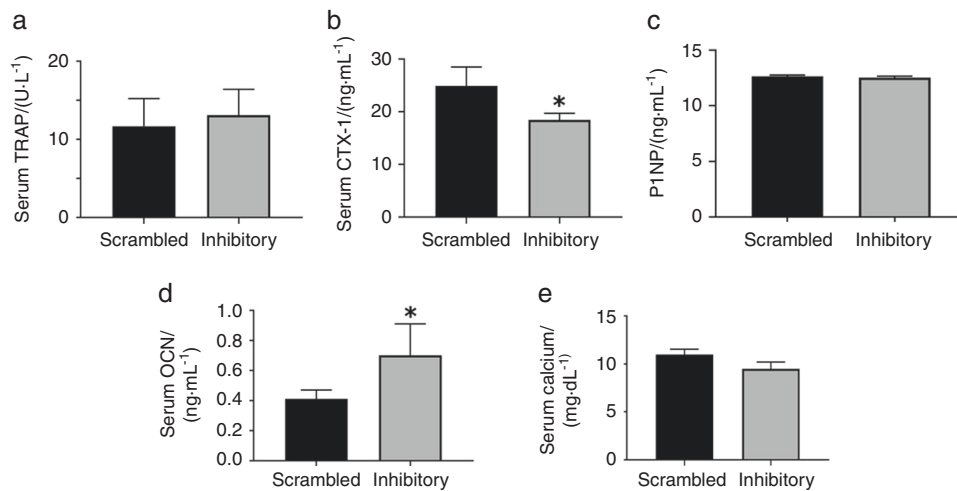 a
Serum TRAP/(U·L⁻¹)
20
15
10
5
0
Scrambled Inhibitory
b
Serum CTX-1/(ng·mL⁻¹)
30
20
10
0
*
Scrambled Inhibitory
c
P1NP/(ng·mL⁻¹)
15
10
5
0
Scrambled Inhibitory
d
Serum OCN/
(ng·mL⁻¹)
1.0
0.8
0.6
0.4
0.2
0.0
*
Scrambled Inhibitory
e
Serum calcium/
(mg·dL⁻¹)
15
10
5
0
Scrambled Inhibitory